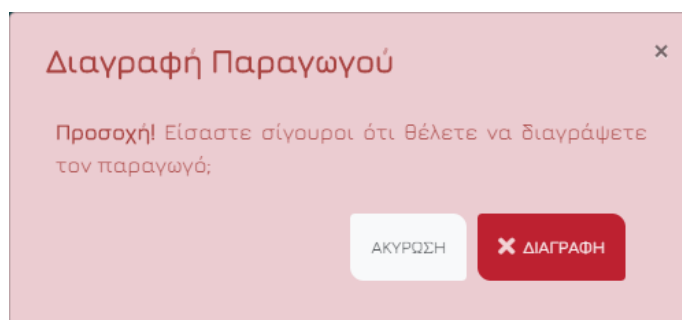 Διαγραφή Παραγωγού
×
Προσοχή! Είσαστε σίγουροι ότι θέλετε να διαγράψετε
τον παραγωγό;
ΑΚΥΡΩΣΗ
✖ ΔΙΑΓΡΑΦΗ